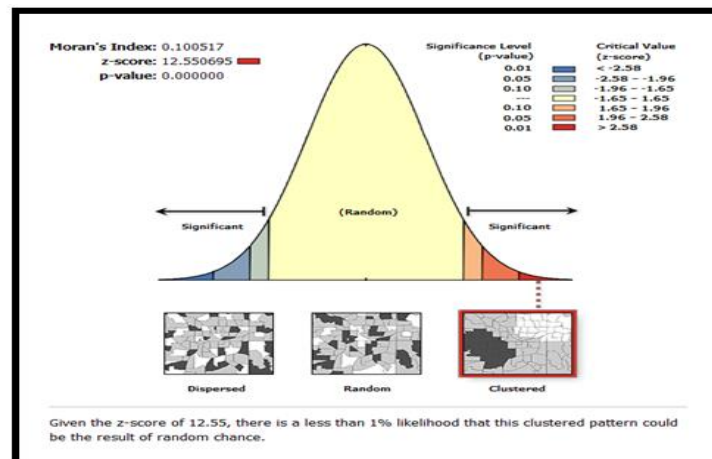 Moran's Index: 0.100517
z-score: 12.550695
p-value: 0.000000
Significance Level
(p-value)
Critical Value
(z-score)
0.01 < -2.58
0.05 -2.58 – -1.96
0.10 -1.96 – -1.65
--- -1.65 – 1.65
0.10 1.65 – 1.96
0.05 1.96 – 2.58
0.01 > 2.58
(Random)
Significant
Significant
Dispersed
Random
Clustered
Given the z-score of 12.55, there is a less than 1% likelihood that this clustered pattern could
be the result of random chance.